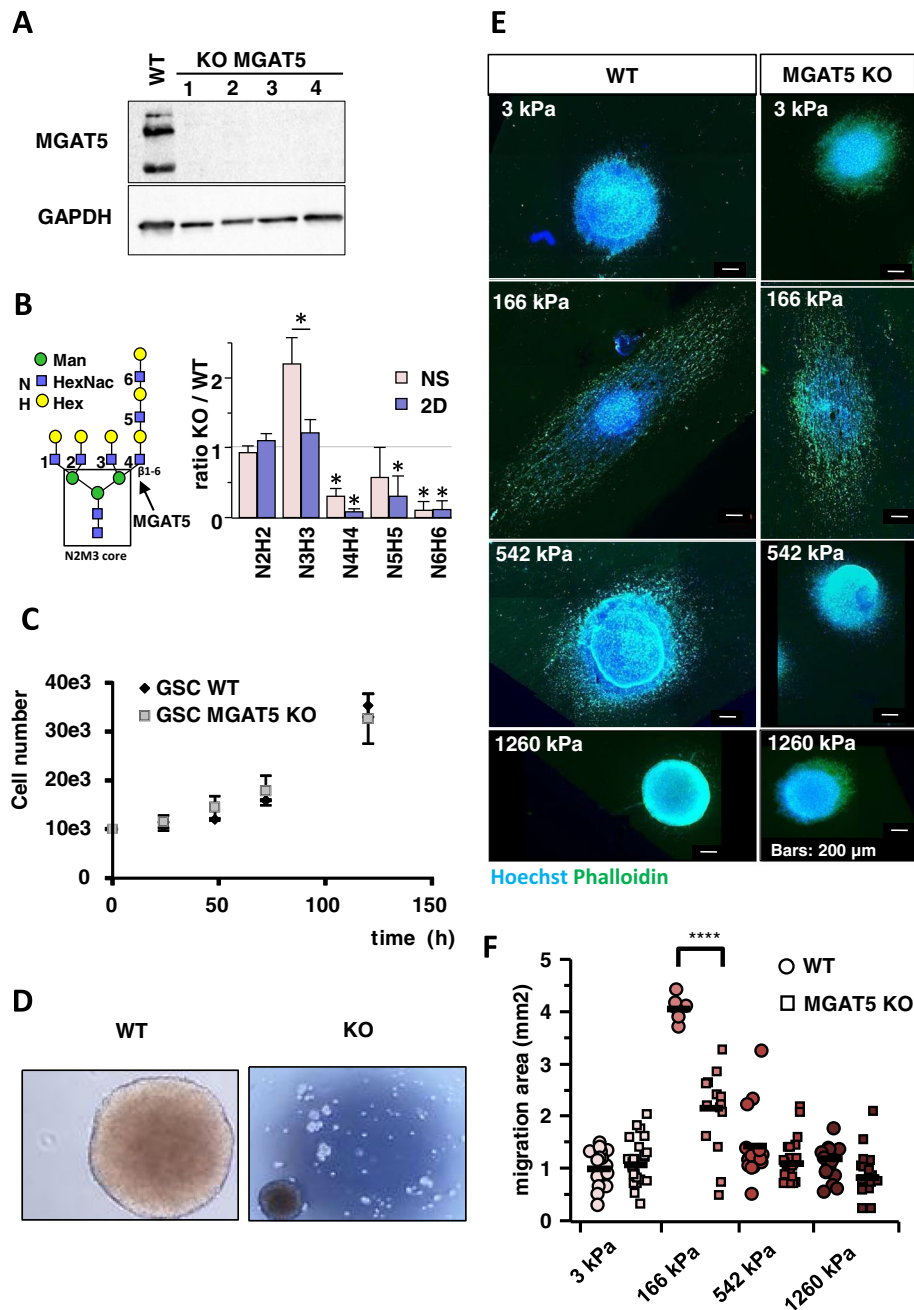 A
WT
KO MGAT5
1 2 3 4
MGAT5
GAPDH
B
Man
N HexNac
H Hex
6
5
1 2 3 4
β1-6
MGAT5
N2M3 core
ratio KO / WT
2
1
0
*
* * * * *
NS
2D
N2H2
N3H3
N4H4
N5H5
N6H6
C
Cell number
40e3
30e3
20e3
10e3
0
GSC WT
GSC MGAT5 KO
0 50 100 150
time (h)
D
WT KO
E
WT MGAT5 KO
3 kPa 3 kPa
166 kPa 166 kPa
542 kPa 542 kPa
1260 kPa 1260 kPa
Bars: 200 µm
Hoechst Phalloidin
F
migration area (mm2)
5
4
3
2
1
0
****
WT
MGAT5 KO
3 kPa
166 kPa
542 kPa
1260 kPa